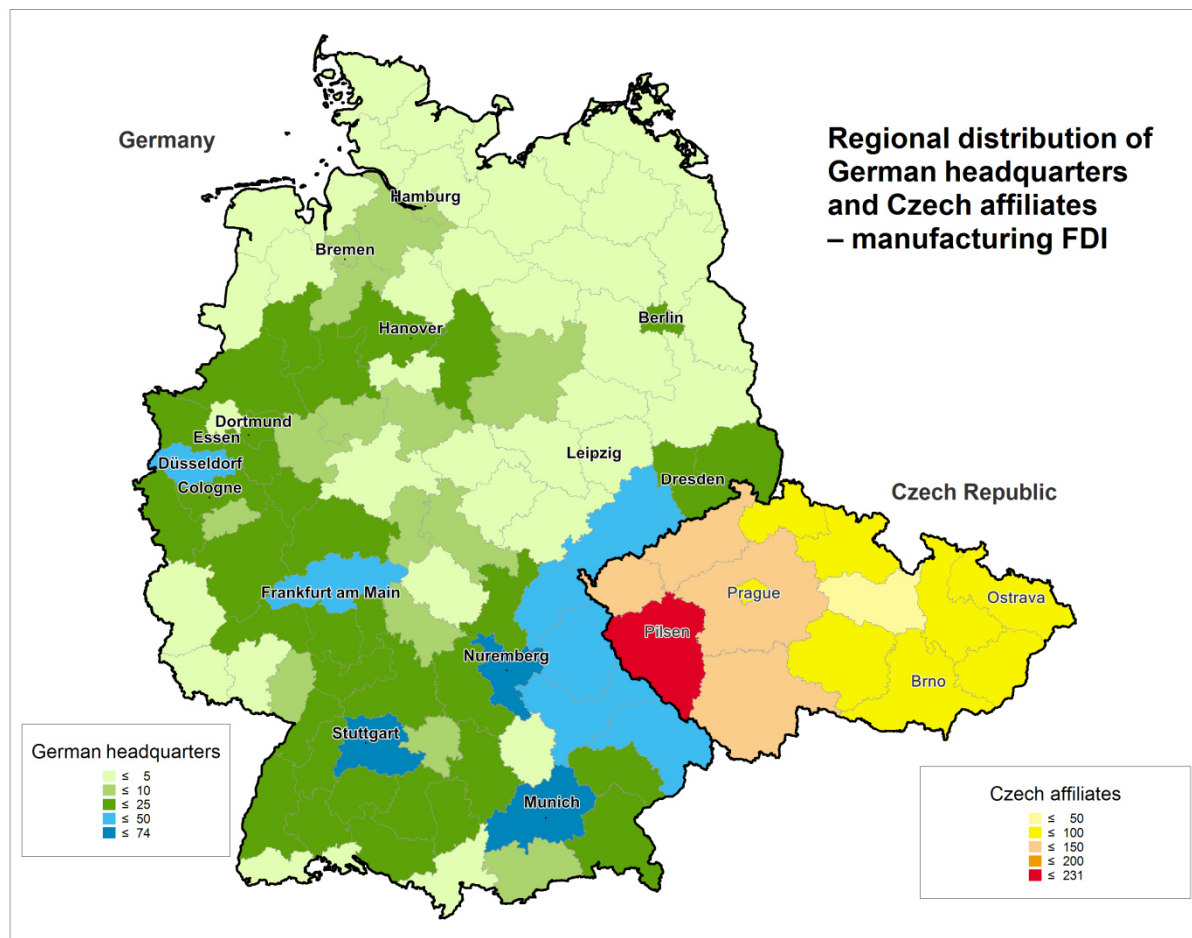 Germany
Regional distribution of
German headquarters
and Czech affiliates
– manufacturing FDI
Hamburg
Bremen
Hanover
Berlin
Dortmund
Essen
Düsseldorf
Cologne
Leipzig
Dresden
Czech Republic
Frankfurt am Main
Prague
Ostrava
Pilsen
Nuremberg
Brno
Stuttgart
Munich
German headquarters
≤ 5
≤ 10
≤ 25
≤ 50
≤ 74
Czech affiliates
≤ 50
≤ 100
≤ 150
≤ 200
≤ 231